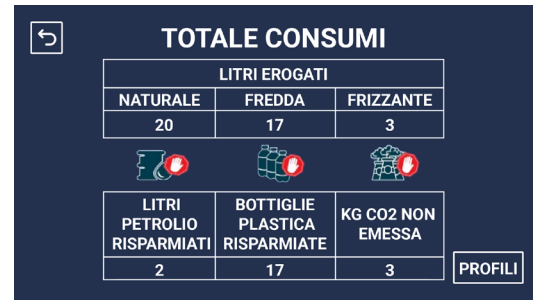 TOTALE CONSUMI
LITRI EROGATI
NATURALE FREDDA FRIZZANTE
20 17 3
LITRI PETROLIO RISPARMIATI
BOTTIGLIE PLASTICA RISPARMIATE
KG CO2 NON EMESSA
2 17 3
PROFILI